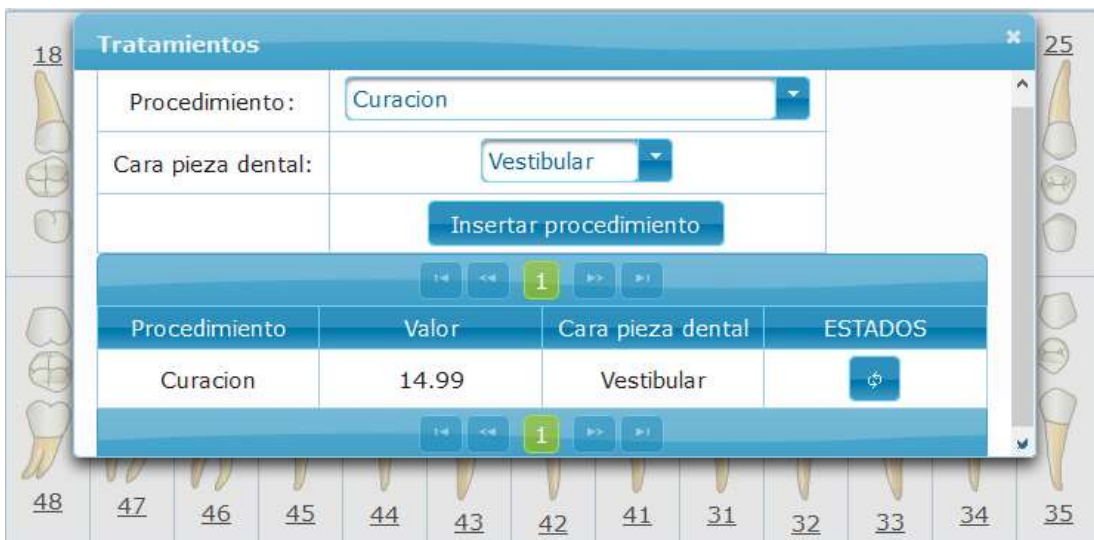 Tratamientos
18
25
Procedimiento:
Curacion
Cara pieza dental:
Vestibular
Insertar procedimiento
1
Procedimiento Valor Cara pieza dental ESTADOS
Curacion 14.99 Vestibular
1
48 47 46 45 44 43 42 41 31 32 33 34 35